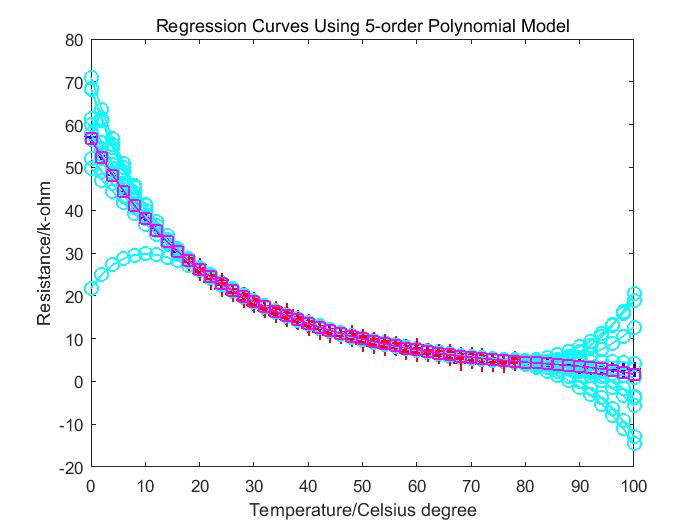 Regression Curves Using 5-order Polynomial Model
80
70
60
50
40
30
20
10
0
-10
-20
Resistance/k-ohm
0 10 20 30 40 50 60 70 80 90 100
Temperature/Celsius degree